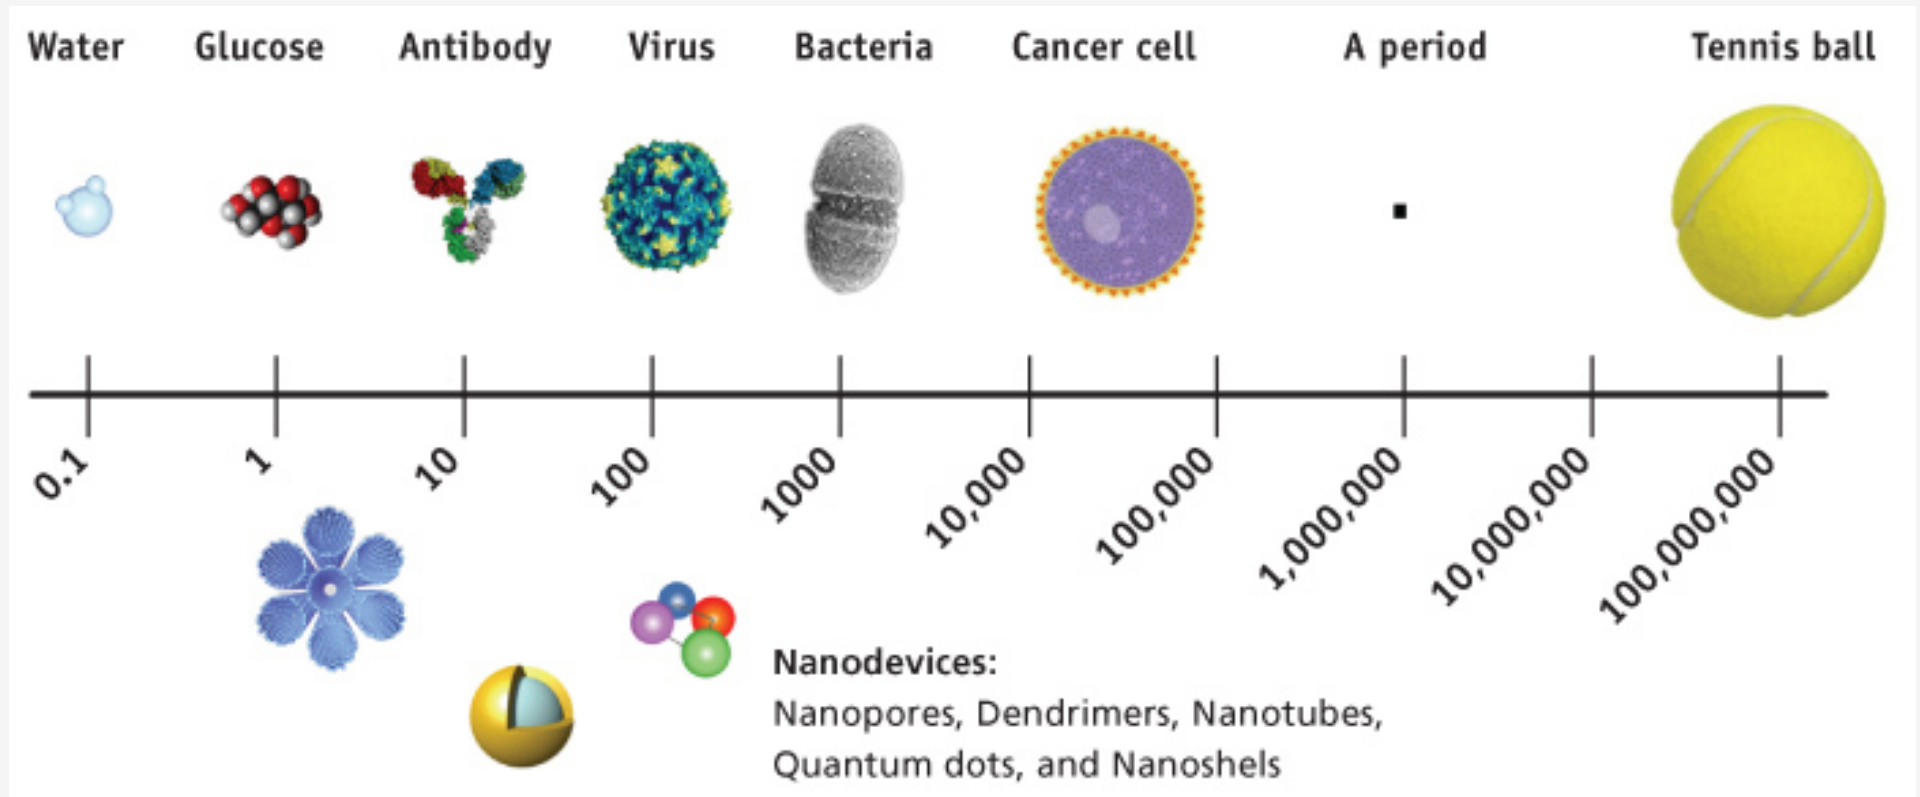 Water Glucose Antibody Virus Bacteria Cancer cell A period Tennis ball
0.1 1 10 100 1000 10,000 100,000 1,000,000 10,000,000 100,000,000
Nanodevices:
Nanopores, Dendrimers, Nanotubes,
Quantum dots, and Nanoshels